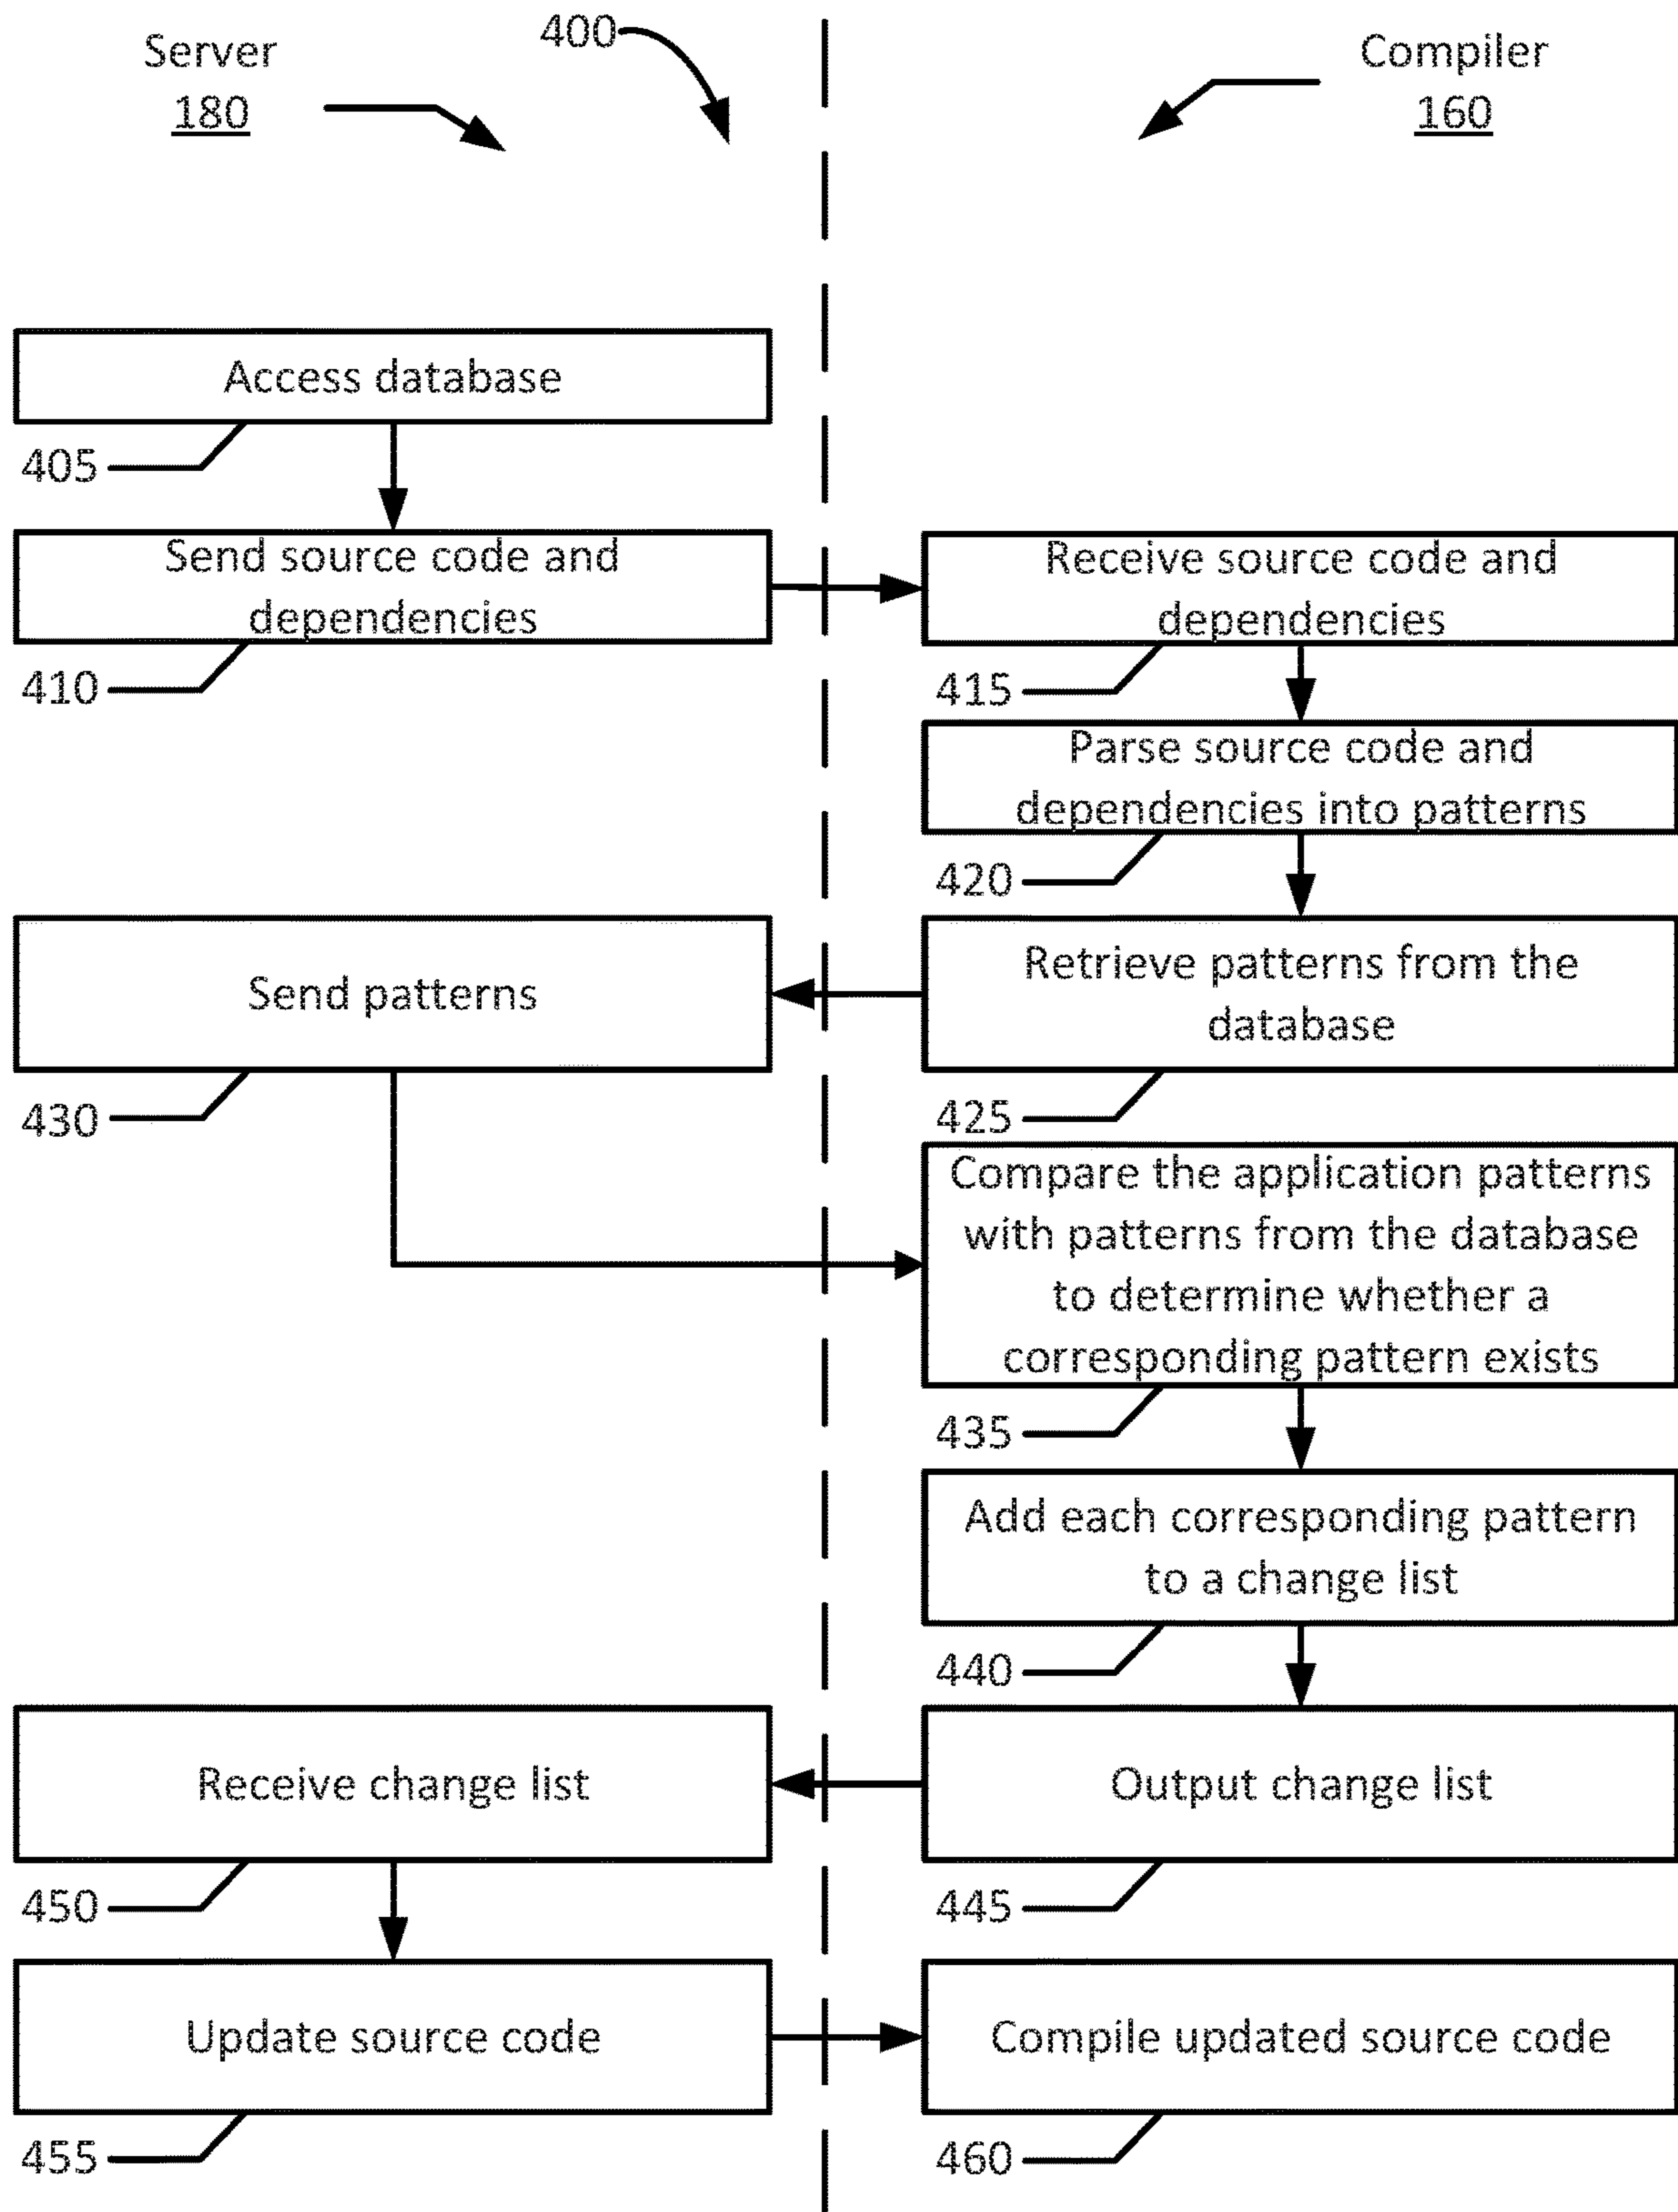 Server
180
400
Compiler
160
Access database
405
Send source code and
dependencies
410
Receive source code and
dependencies
415
Parse source code and
dependencies into patterns
420
Retrieve patterns from the
database
425
Send patterns
430
Compare the application patterns
with patterns from the database
to determine whether a
corresponding pattern exists
435
Add each corresponding pattern
to a change list
440
Output change list
445
Receive change list
450
Update source code
455
Compile updated source code
460